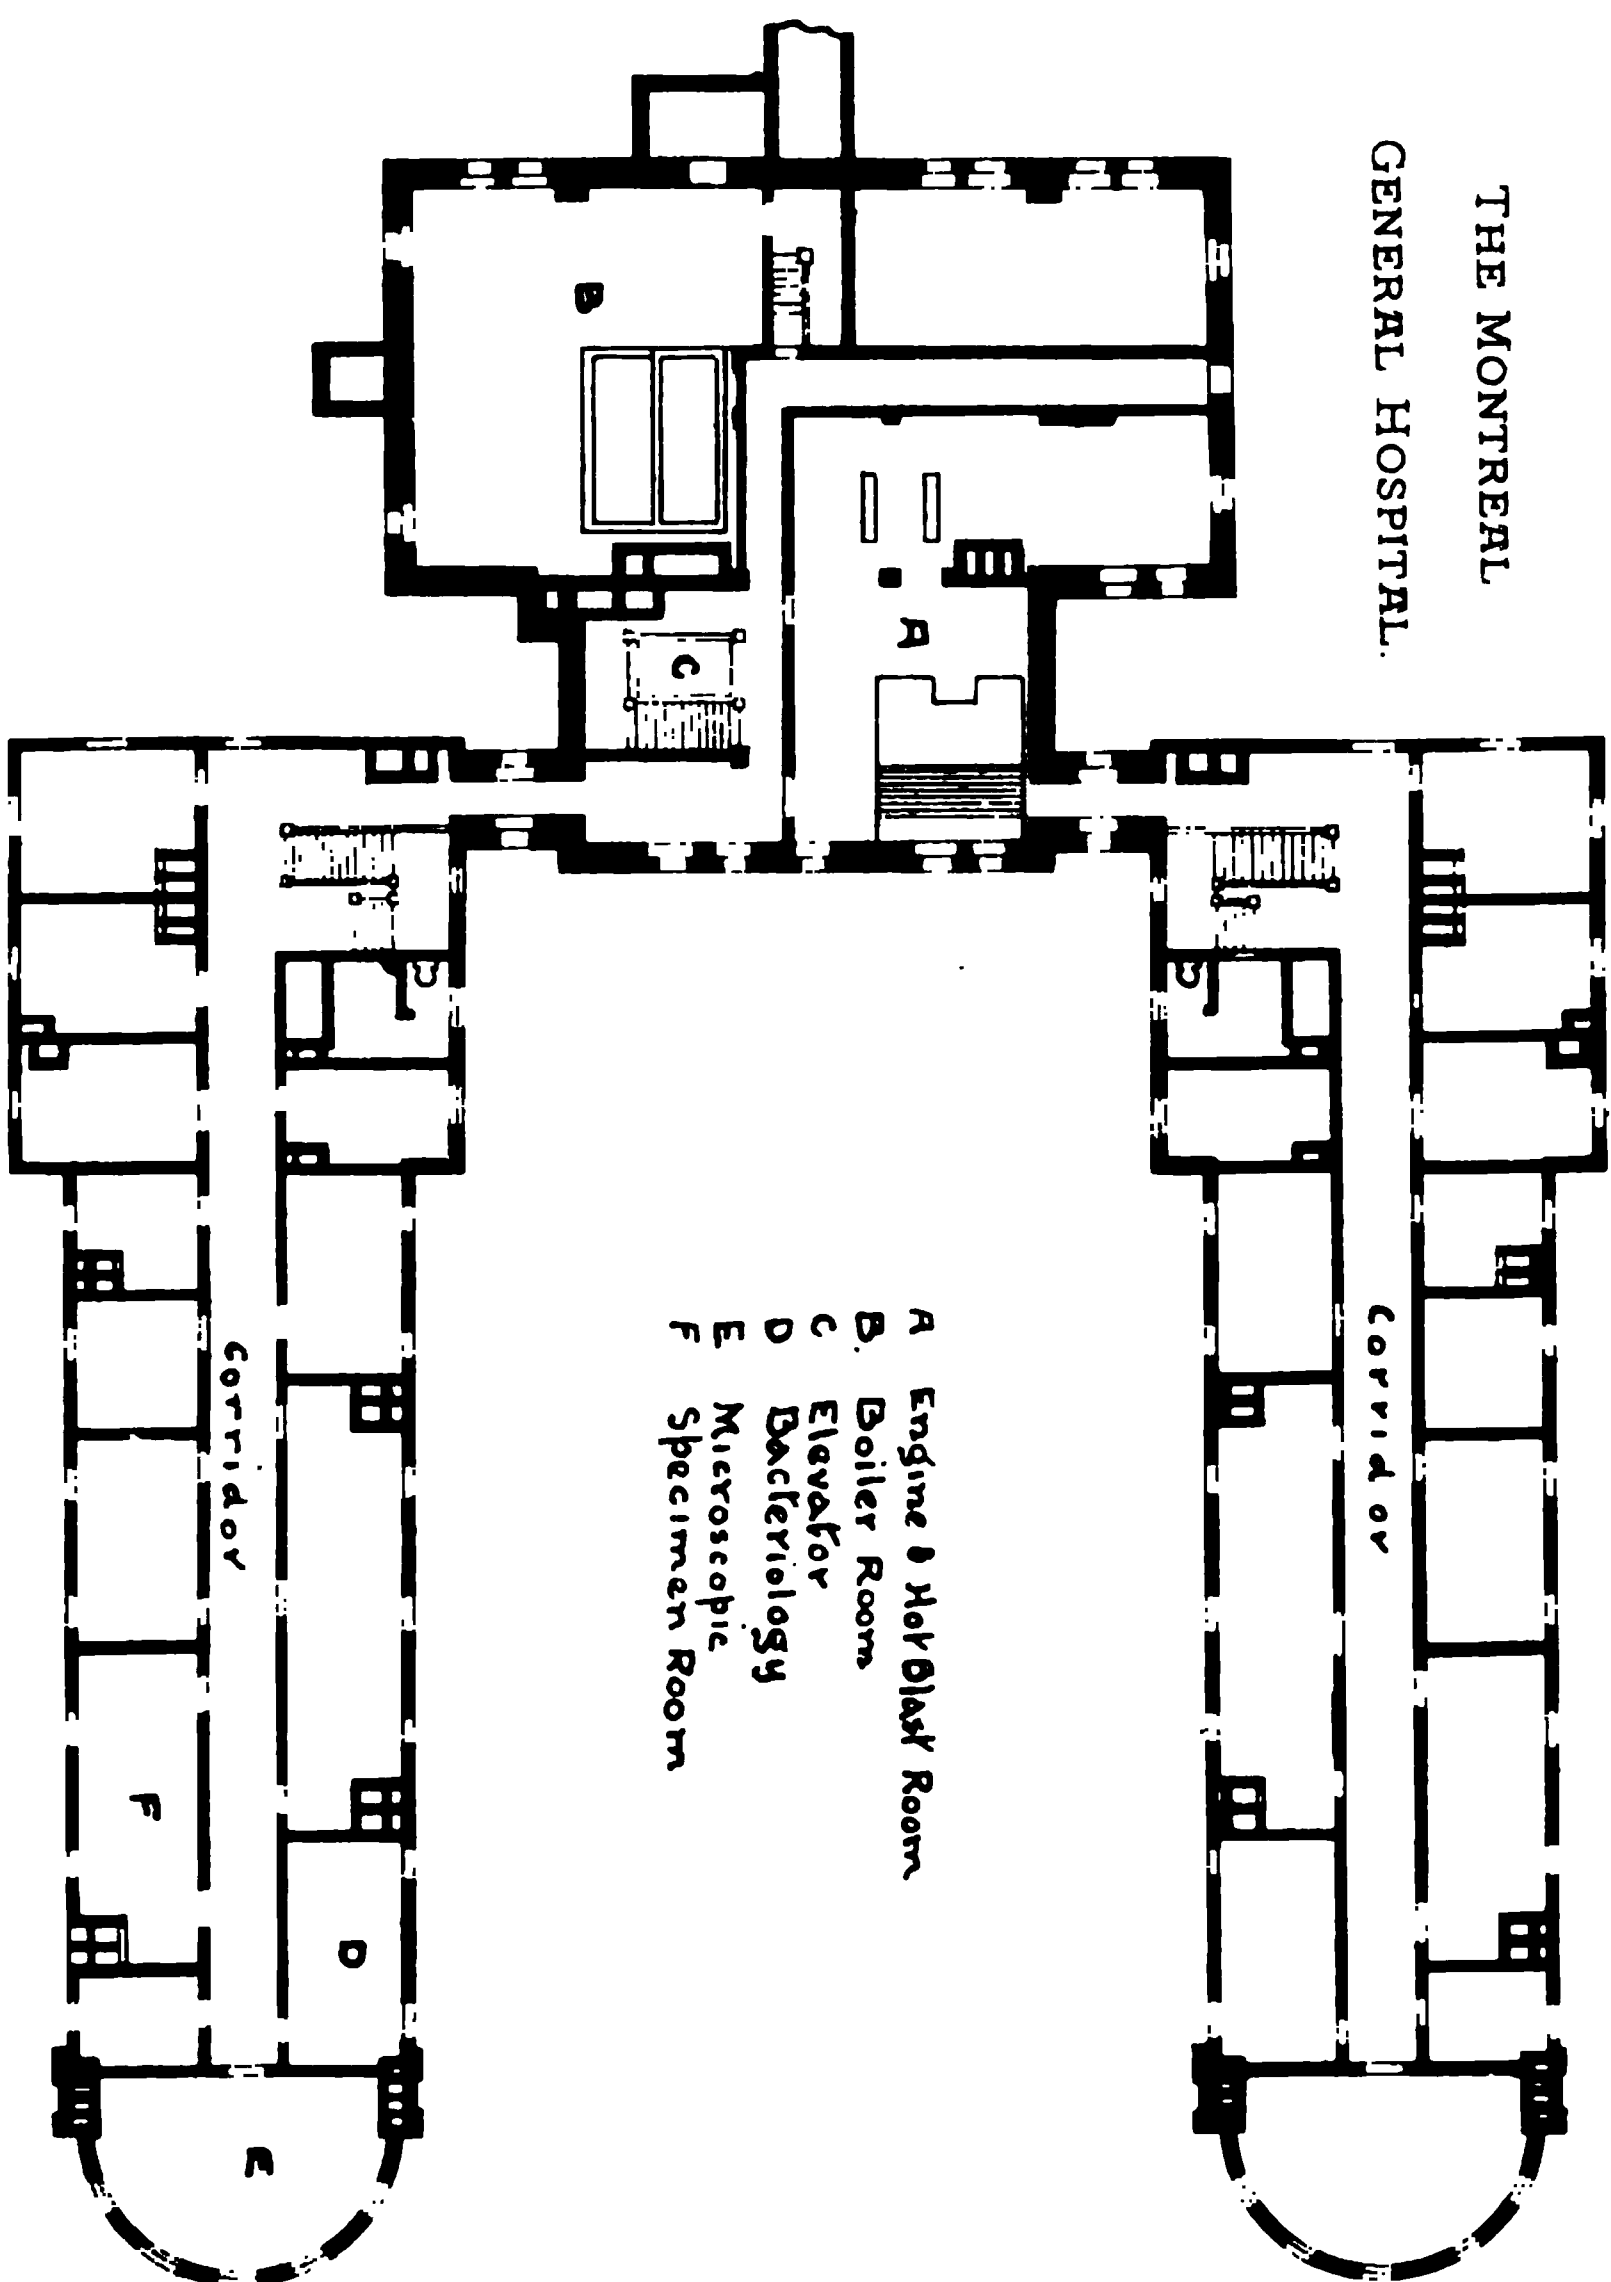 THE MONTREAL
GENERAL HOSPITAL.
Corridor
A Engine & Hot Blast Room
B. Boiler Room
C Elevator
D Bacteriology
E Microscopic
F Specimen Room
Corridor
A
B
C
D
E
F